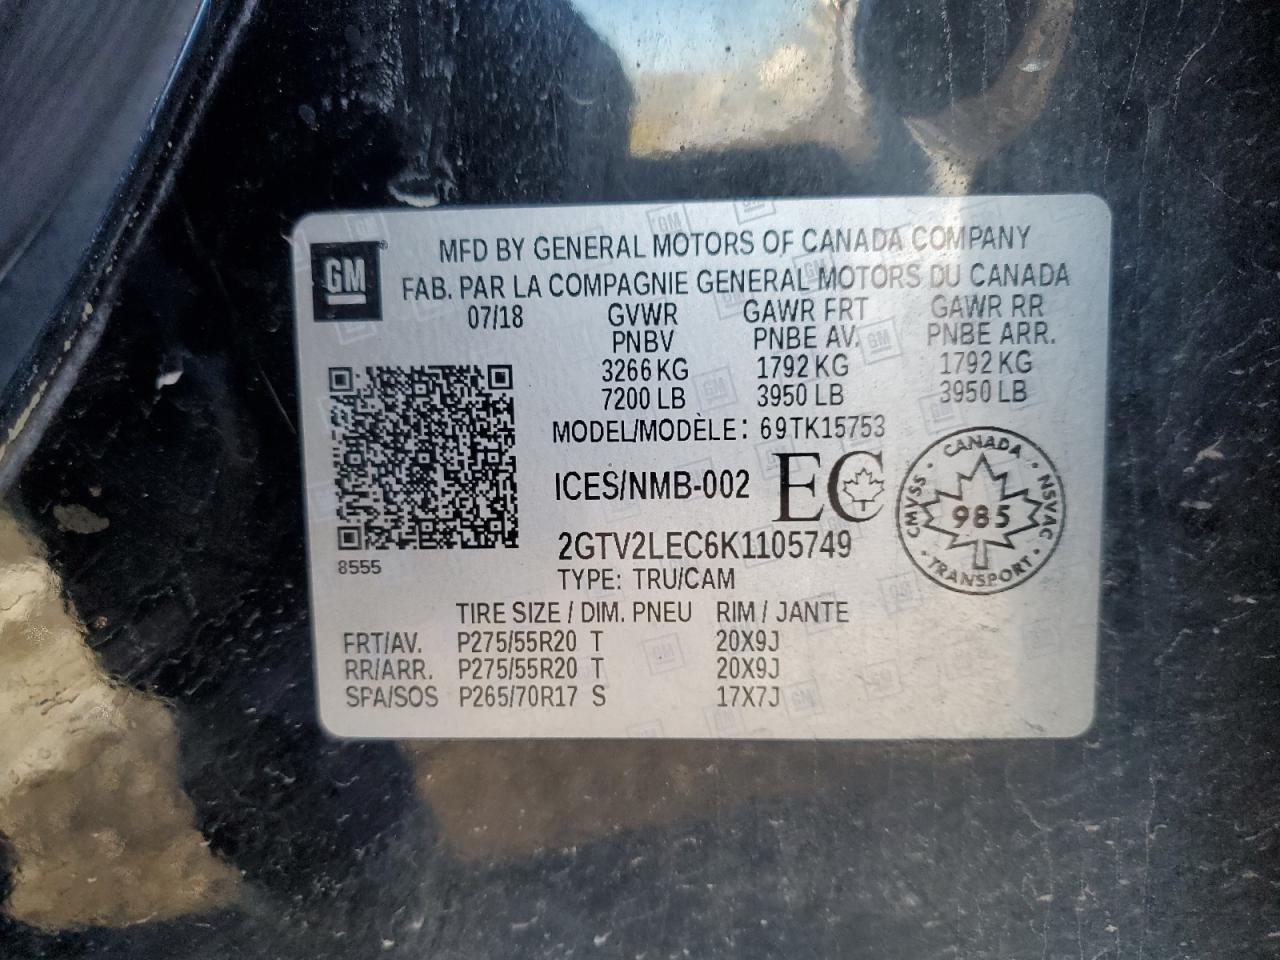 GM
MFD BY GENERAL MOTORS OF CANADA COMPANY
FAB. PAR LA COMPAGNIE GENERAL MOTORS DU CANADA
07/18 GVWR GAWR FRT GAWR RR
PNBV PNBE AV. PNBE ARR.
3266 KG 1792 KG 1792 KG
7200 LB 3950 LB 3950 LB
MODEL/MODÈLE: 69TK15753
ICES/NMB-002 EC
CANADA
CMVSS 985 NSVAC
TRANSPORT
2GTV2LEC6K1105749
8555
TYPE: TRU/CAM
TIRE SIZE / DIM. PNEU RIM / JANTE
FRT/AV. P275/55R20 T 20X9J
RR/ARR. P275/55R20 T 20X9J
SPA/SOS P265/70R17 S 17X7J